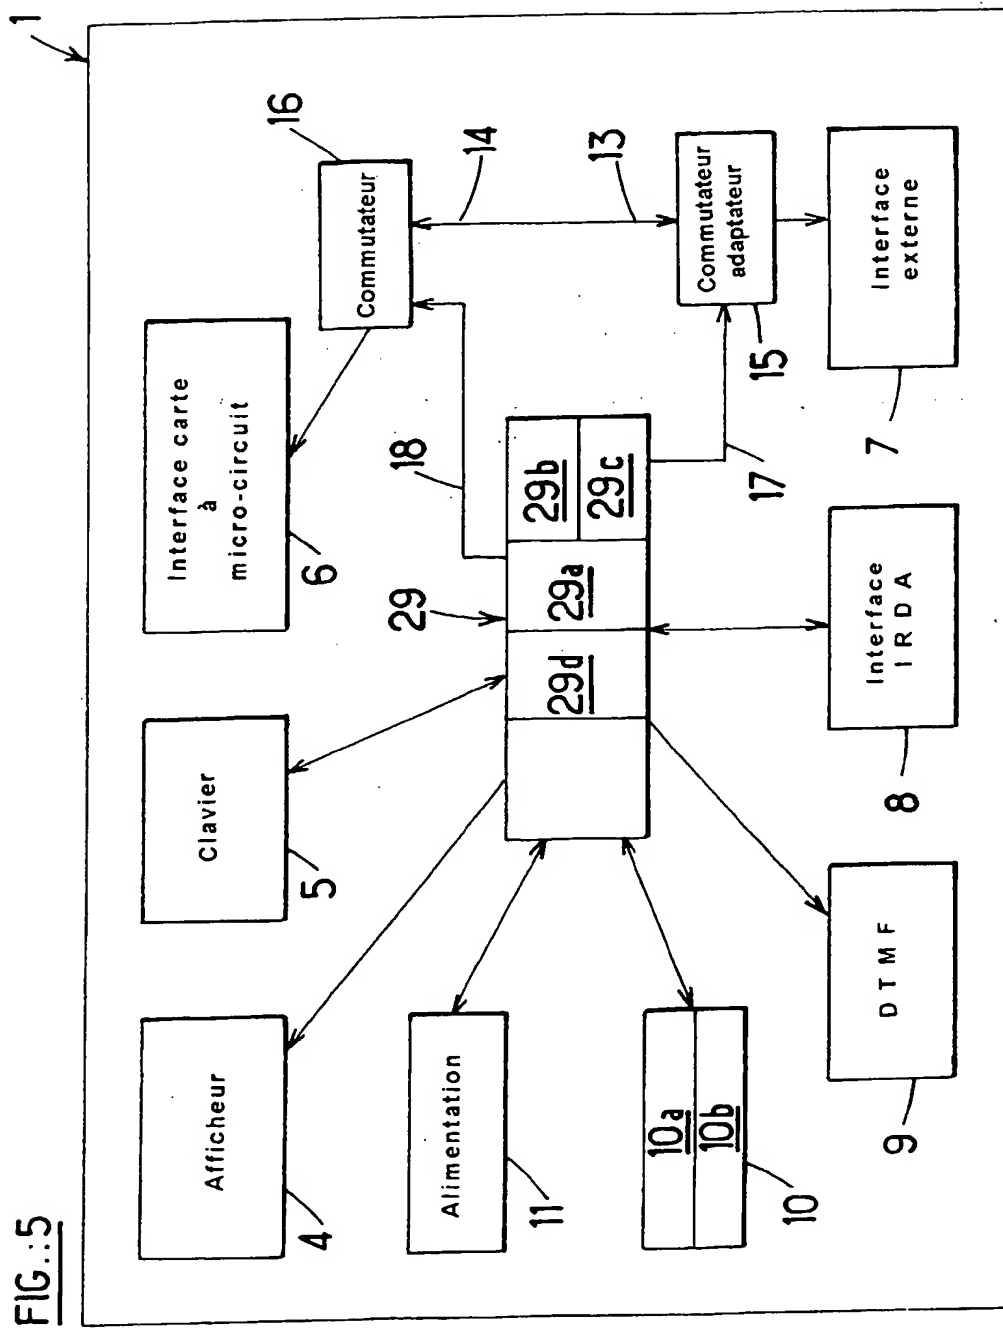 FIG.:5
1
Afficheur
4
Clavier
5
Interface carte
à
micro-circuit
6
Commutateur
16
Alimentation
11
29
18
14
13
29d
29a
29b
29c
10a
10b
10
17
Commutateur
adaptateur
15
DTMF
9
Interface
IRDA
8
Interface
externe
7